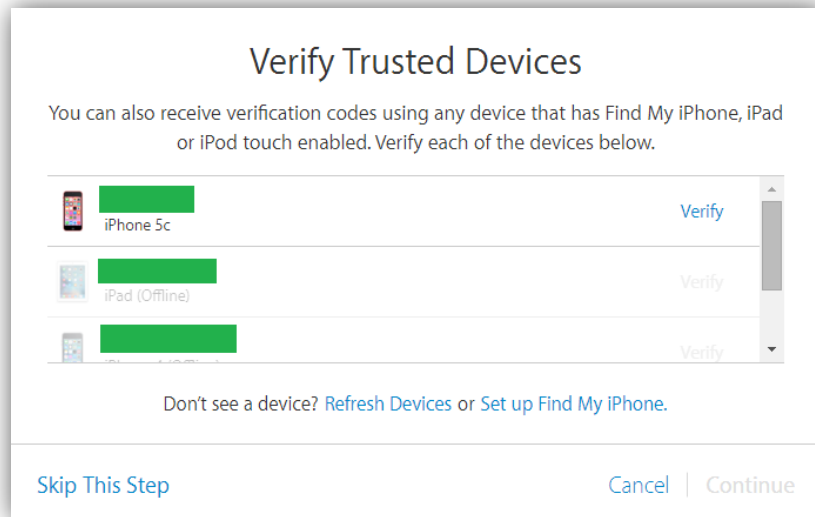 Verify Trusted Devices
You can also receive verification codes using any device that has Find My iPhone, iPad
or iPod touch enabled. Verify each of the devices below.
iPhone 5c
Verify
iPad (Offline)
Verify
Verify
Don't see a device? Refresh Devices or Set up Find My iPhone.
Skip This Step
Cancel
Continue